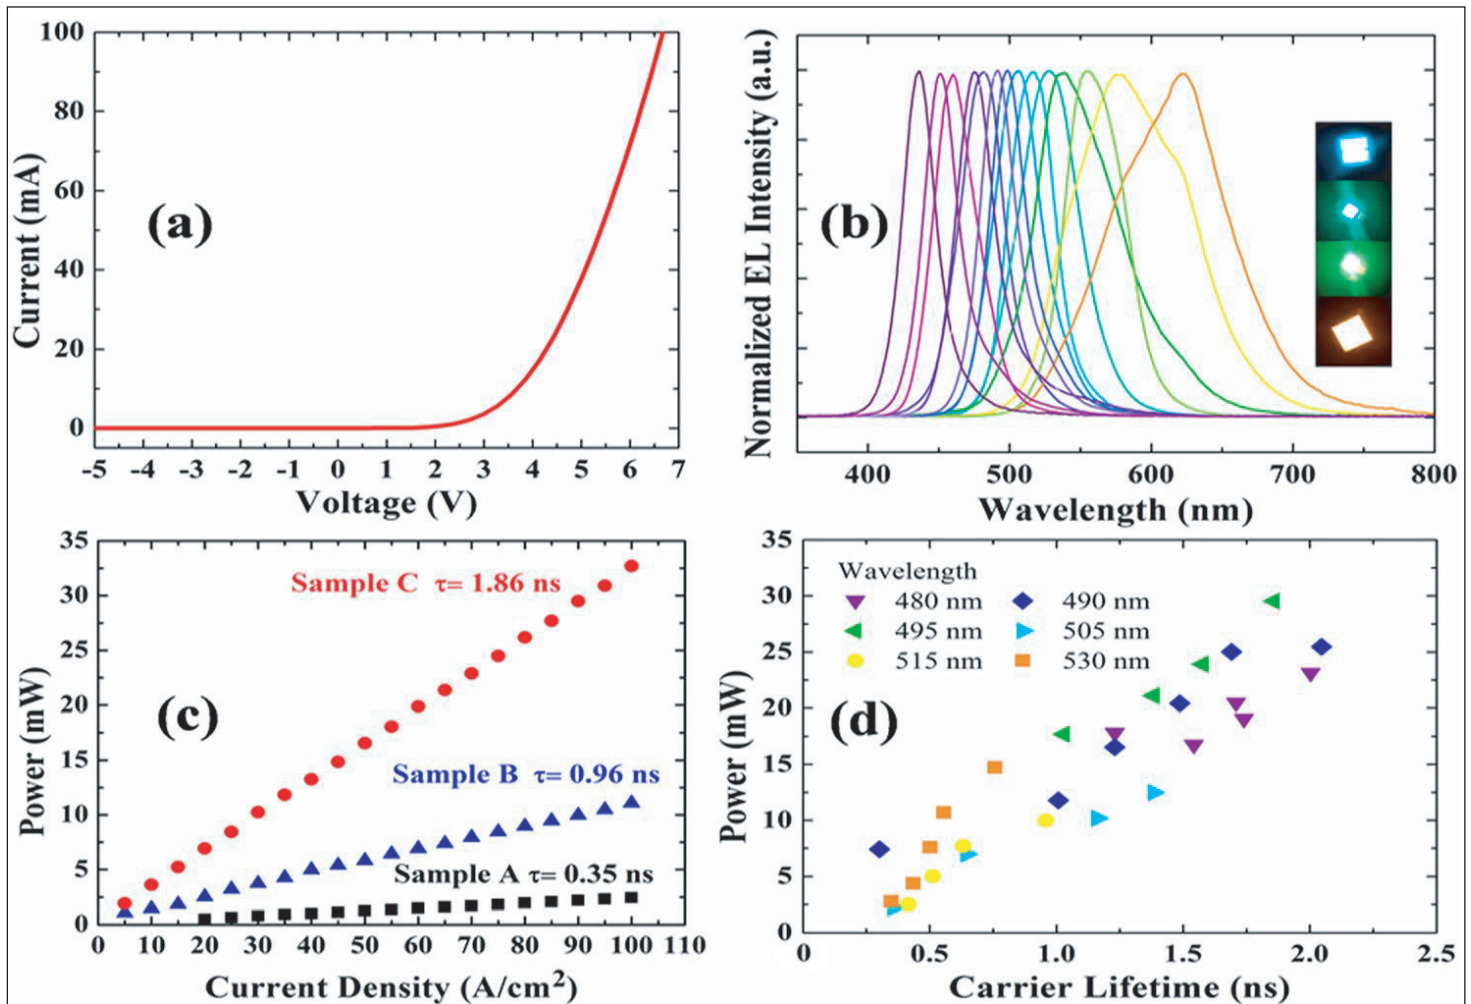 100
80
60
40
20
0
Current (mA)
(a)
-5 -4 -3 -2 -1 0 1 2 3 4 5 6 7
Voltage (V)
Normalized EL Intensity (a.u.)
(b)
400 500 600 700 800
Wavelength (nm)
35
30
25
20
15
10
5
0
Power (mW)
Sample C τ= 1.86 ns
Sample B τ= 0.96 ns
Sample A τ= 0.35 ns
(c)
0 10 20 30 40 50 60 70 80 90 100 110
Current Density (A/cm²)
35
30
25
20
15
10
5
0
Power (mW)
Wavelength
480 nm 490 nm
495 nm 505 nm
515 nm 530 nm
(d)
0.0 0.5 1.0 1.5 2.0 2.5
Carrier Lifetime (ns)